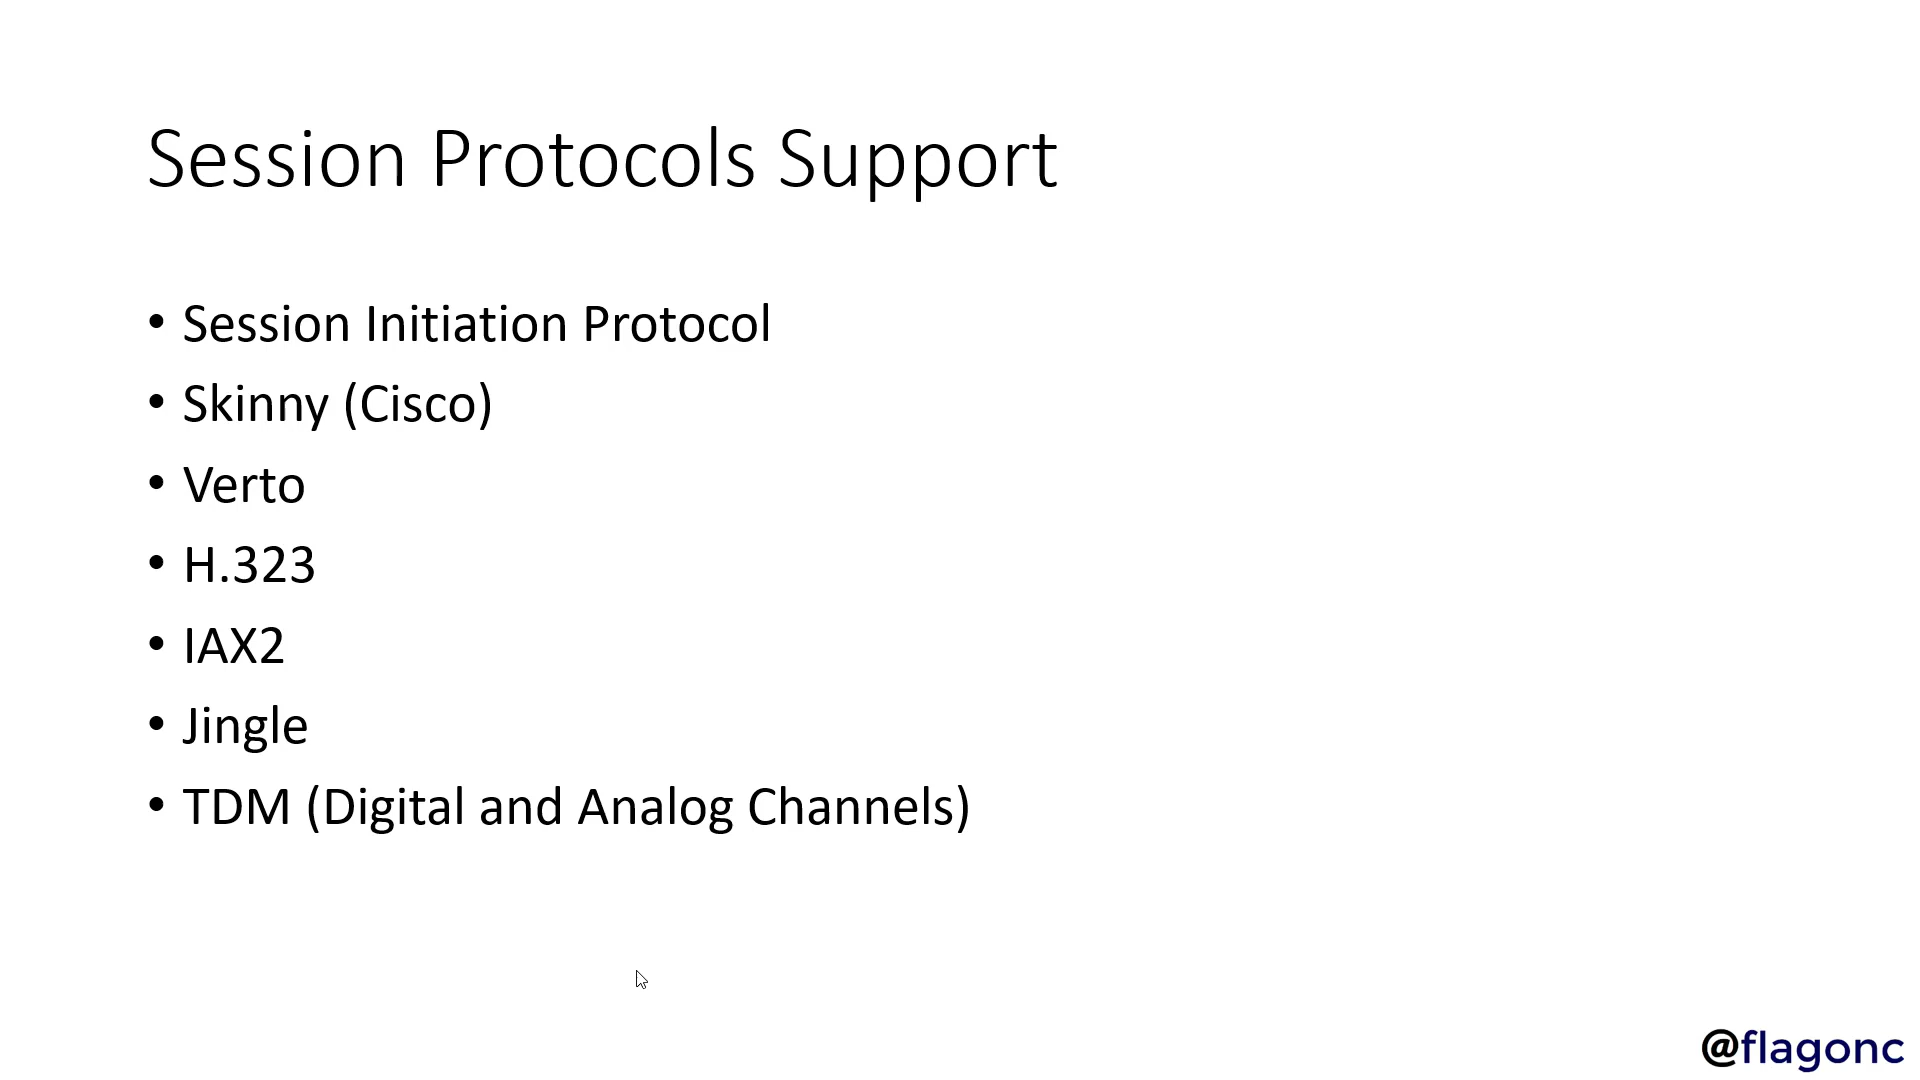 Session Protocols Support
• Session Initiation Protocol
• Skinny (Cisco)
• Verto
• H.323
• IAX2
• Jingle
• TDM (Digital and Analog Channels)
@flagonc